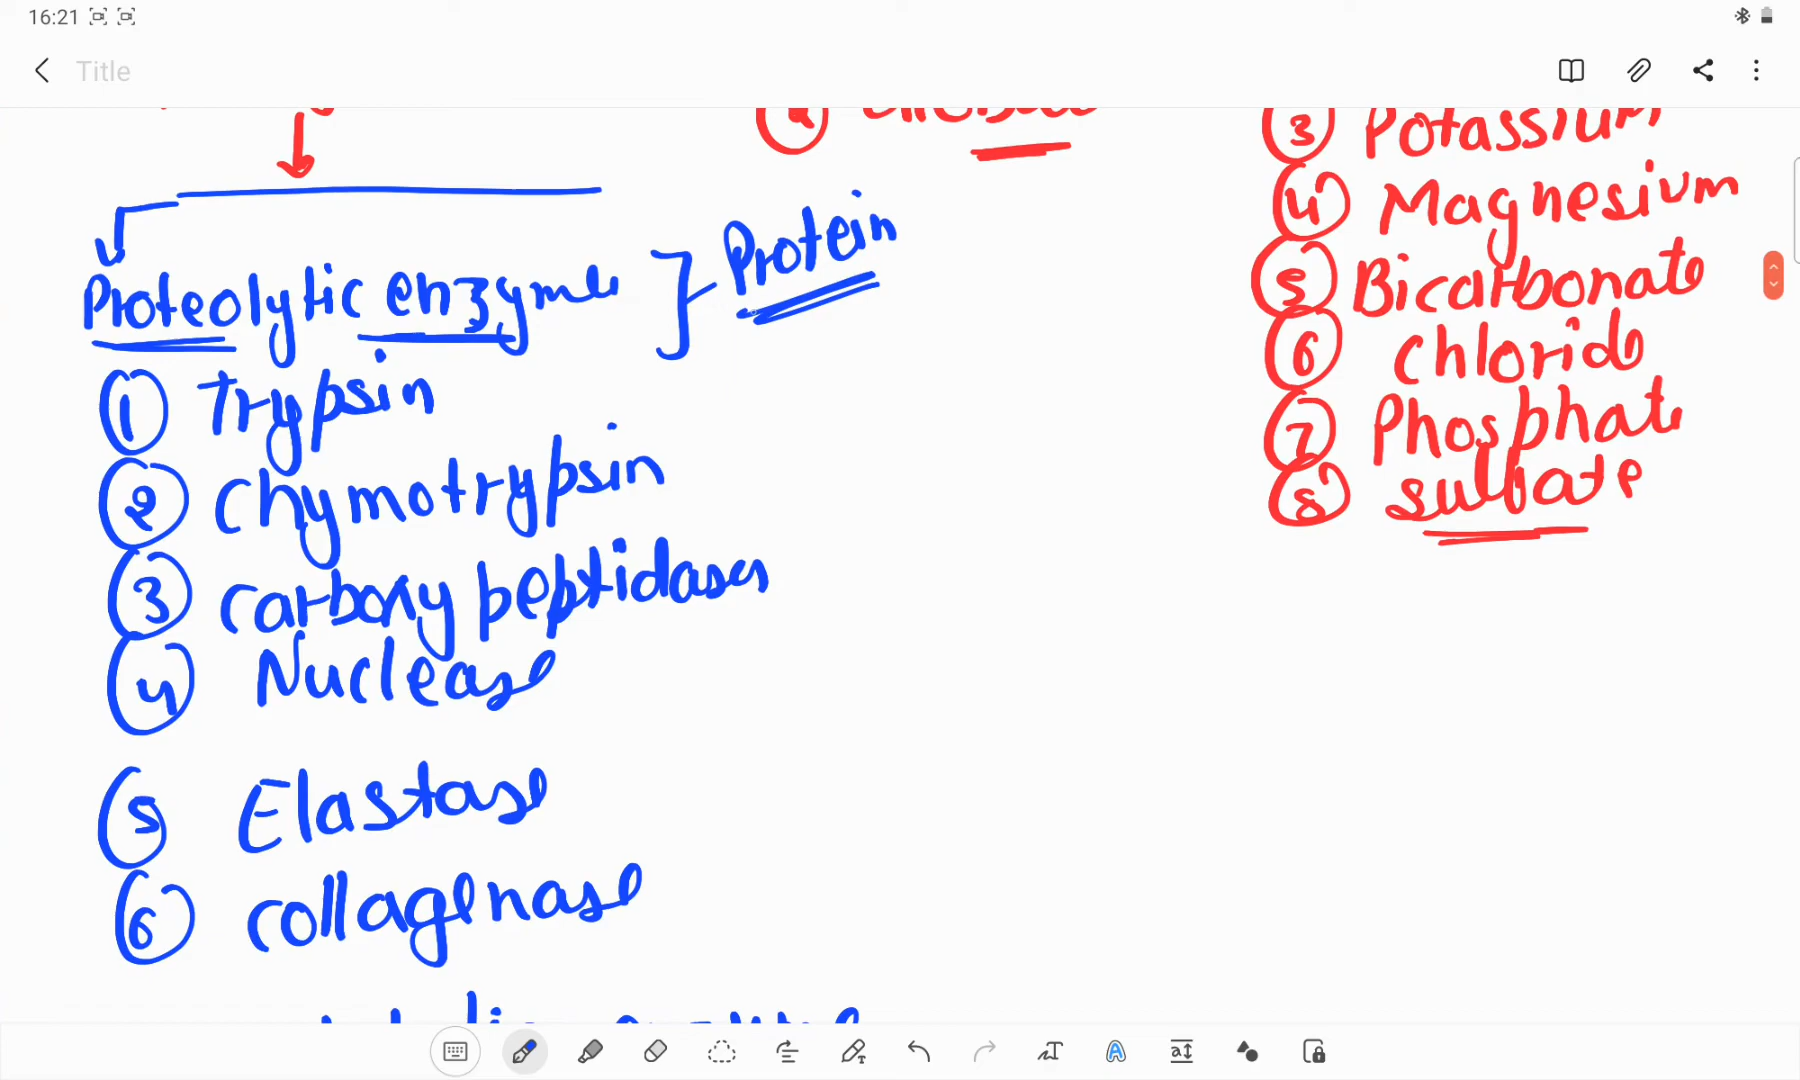 16:21
Title
3 Potassium
4 Magnesium
5 Bicarbonate
6 Chloride
7 Phosphate
8 sulfate
Proteolytic enzyme } Protein
1 Trypsin
2 Chymotrypsin
3 carboxy peptidases
4 Nuclease
5 Elastase
6 collagenase